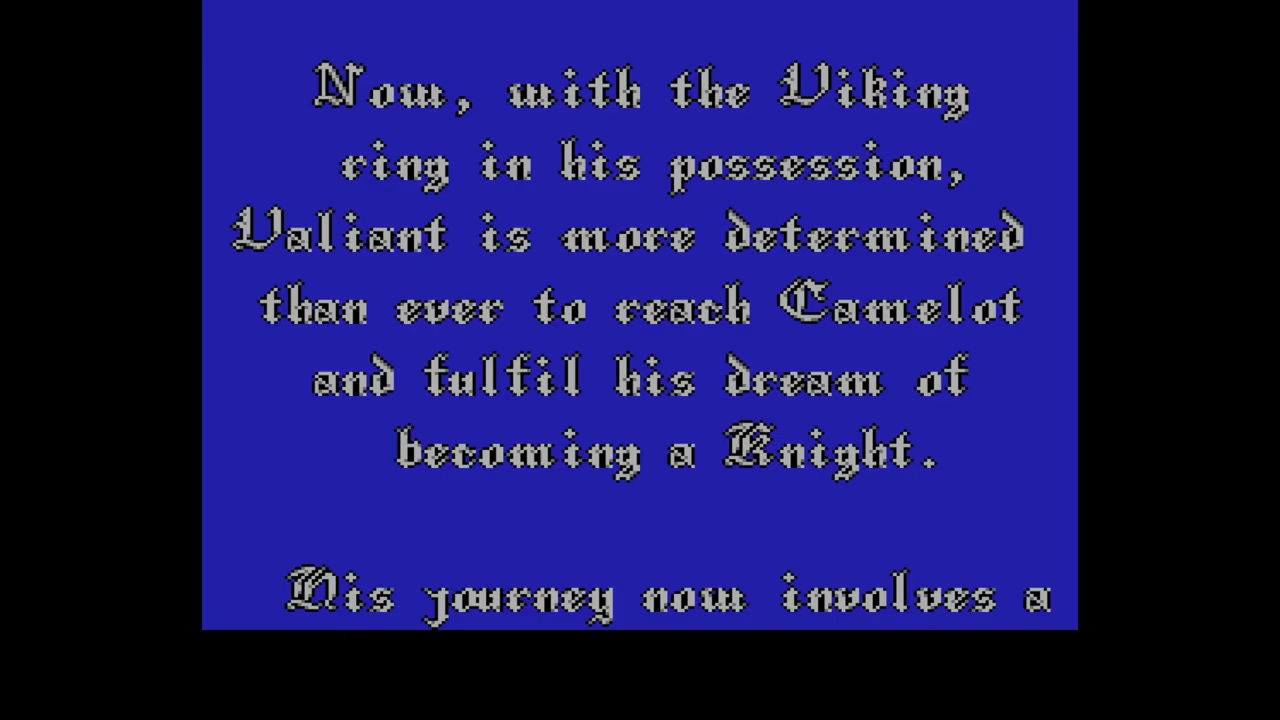 Now, with the Viking
ring in his possession,
Valiant is more determined
than ever to reach Camelot
and fulfil his dream of
becoming a Knight.
His journey now involves a